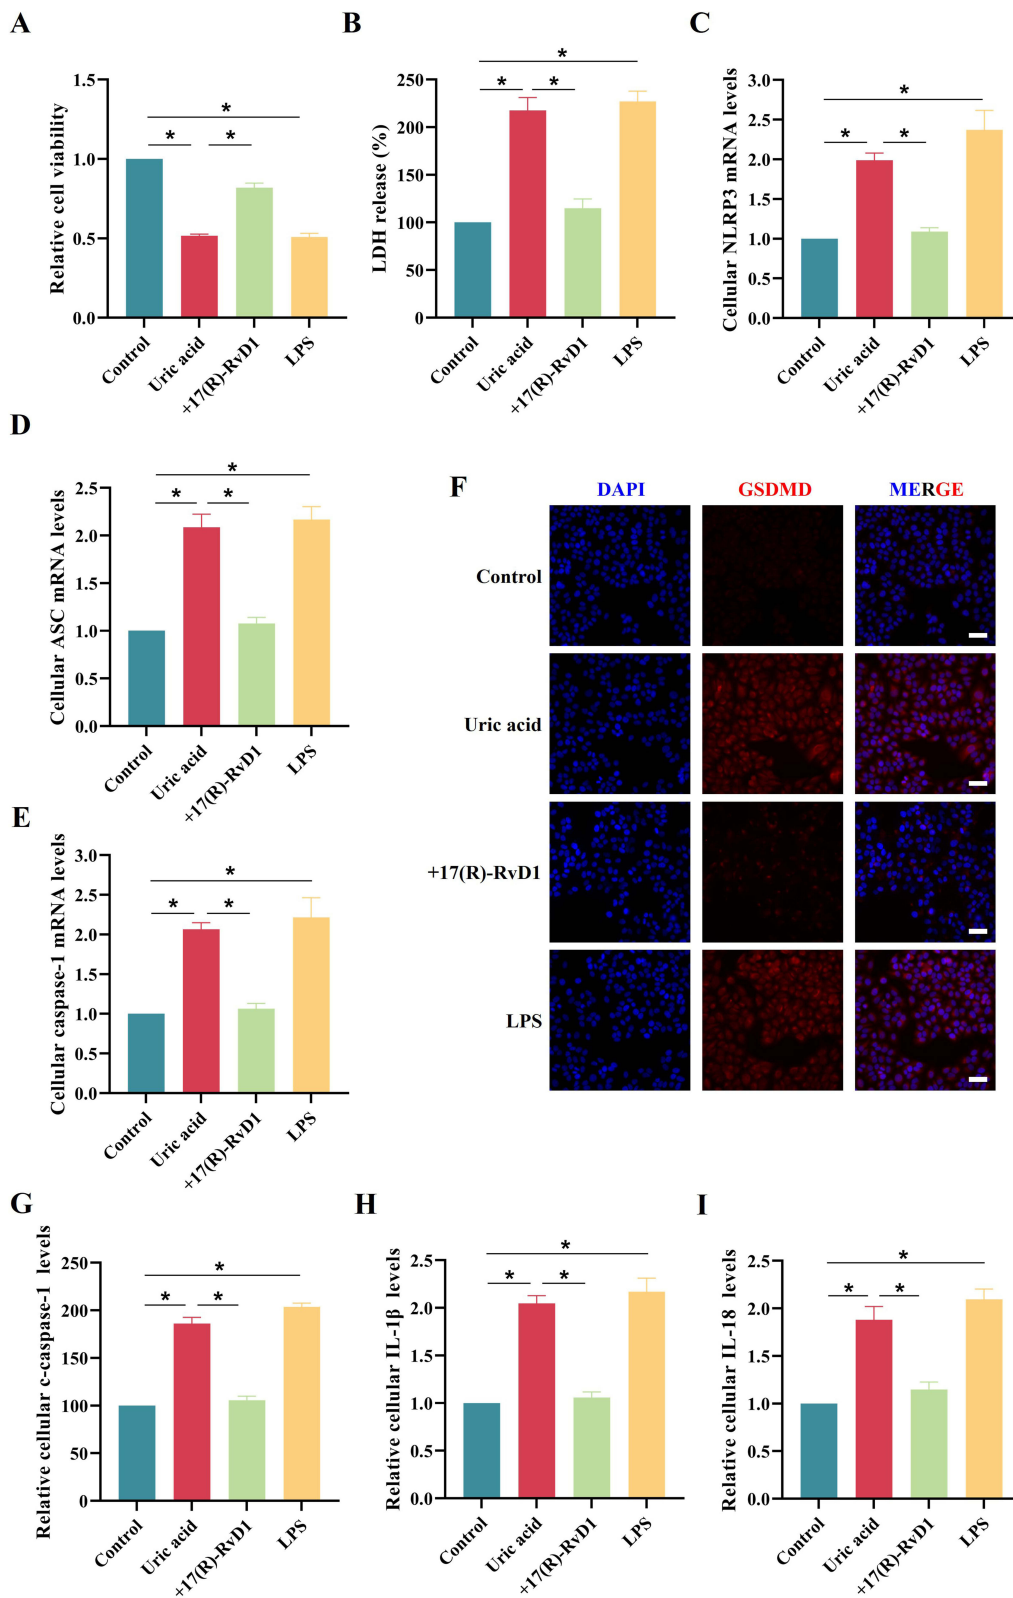 A
Relative cell viability
1.5
1.0
0.5
0.0
*
*
*
Control
Uric acid
+17(R)-RvD1
LPS
B
LDH release (%)
250
200
150
100
50
0
*
*
*
Control
Uric acid
+17(R)-RvD1
LPS
C
Cellular NLRP3 mRNA levels
3.0
2.5
2.0
1.5
1.0
0.5
0.0
*
*
*
Control
Uric acid
+17(R)-RvD1
LPS
D
Cellular ASC mRNA levels
2.5
2.0
1.5
1.0
0.5
0.0
*
*
*
Control
Uric acid
+17(R)-RvD1
LPS
E
Cellular caspase-1 mRNA levels
3.0
2.5
2.0
1.5
1.0
0.5
0.0
*
*
*
Control
Uric acid
+17(R)-RvD1
LPS
F
DAPI GSDMD MERGE
Control
Uric acid
+17(R)-RvD1
LPS
G
Relative cellular c-caspase-1 levels
250
200
150
100
50
0
*
*
*
Control
Uric acid
+17(R)-RvD1
LPS
H
Relative cellular IL-1β levels
2.5
2.0
1.5
1.0
0.5
0.0
*
*
*
Control
Uric acid
+17(R)-RvD1
LPS
I
Relative cellular IL-18 levels
2.5
2.0
1.5
1.0
0.5
0.0
*
*
*
Control
Uric acid
+17(R)-RvD1
LPS